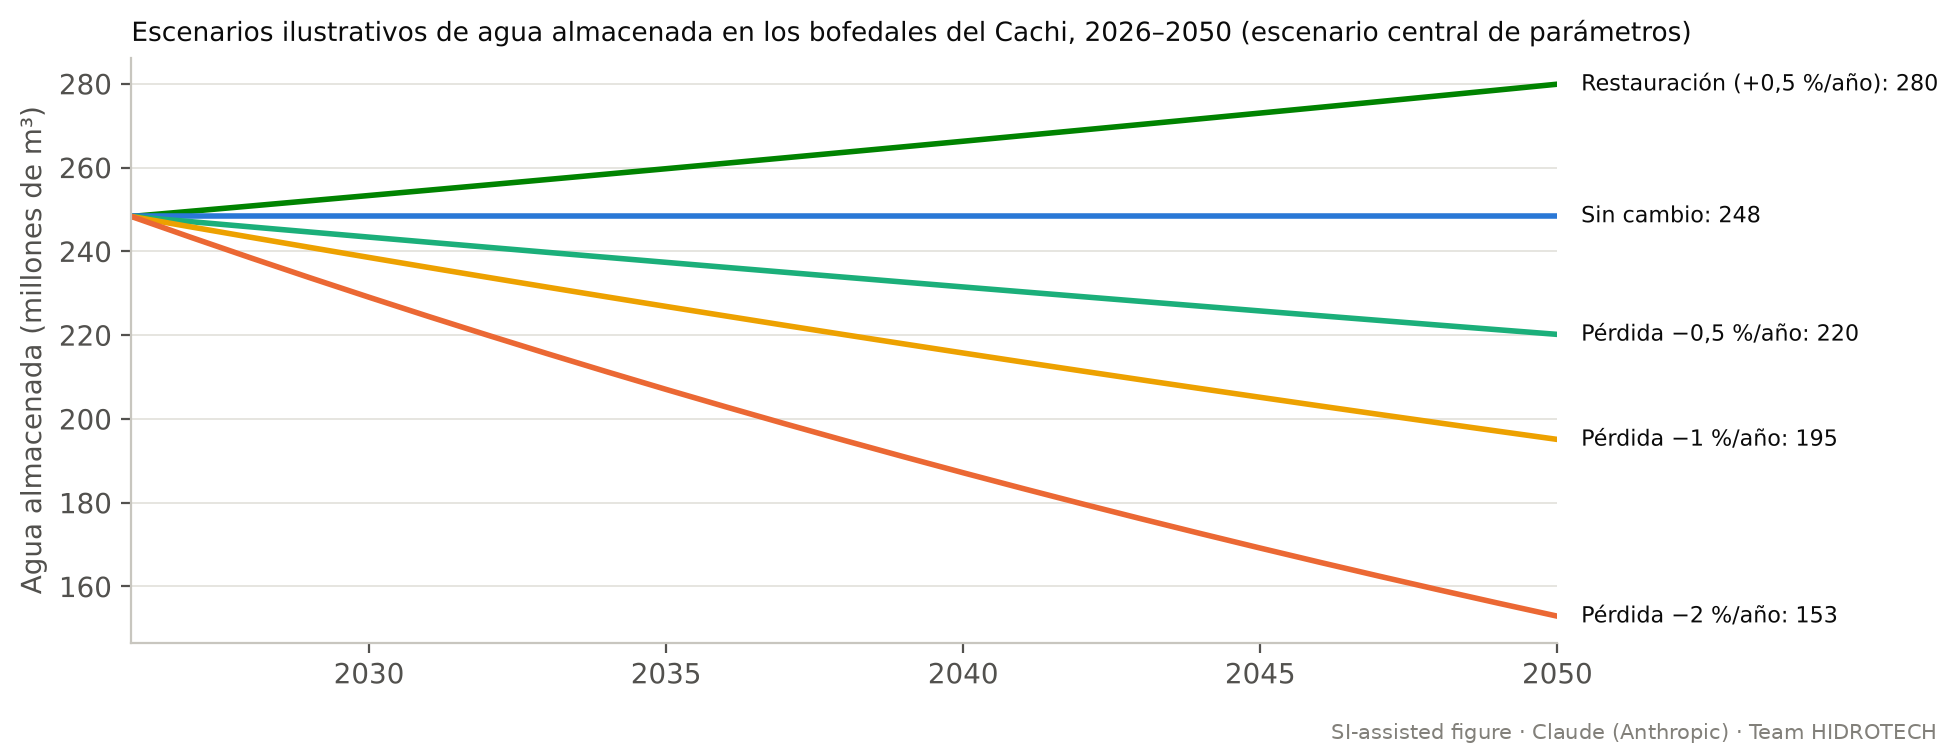 Escenarios ilustrativos de agua almacenada en los bofedales del Cachi, 2026–2050 (escenario central de parámetros)
Agua almacenada (millones de m³)
280
260
240
220
200
180
160
Restauración (+0,5 %/año): 280
Sin cambio: 248
Pérdida −0,5 %/año: 220
Pérdida −1 %/año: 195
Pérdida −2 %/año: 153
2030
2035
2040
2045
2050
SI-assisted figure · Claude (Anthropic) · Team HIDROTECH